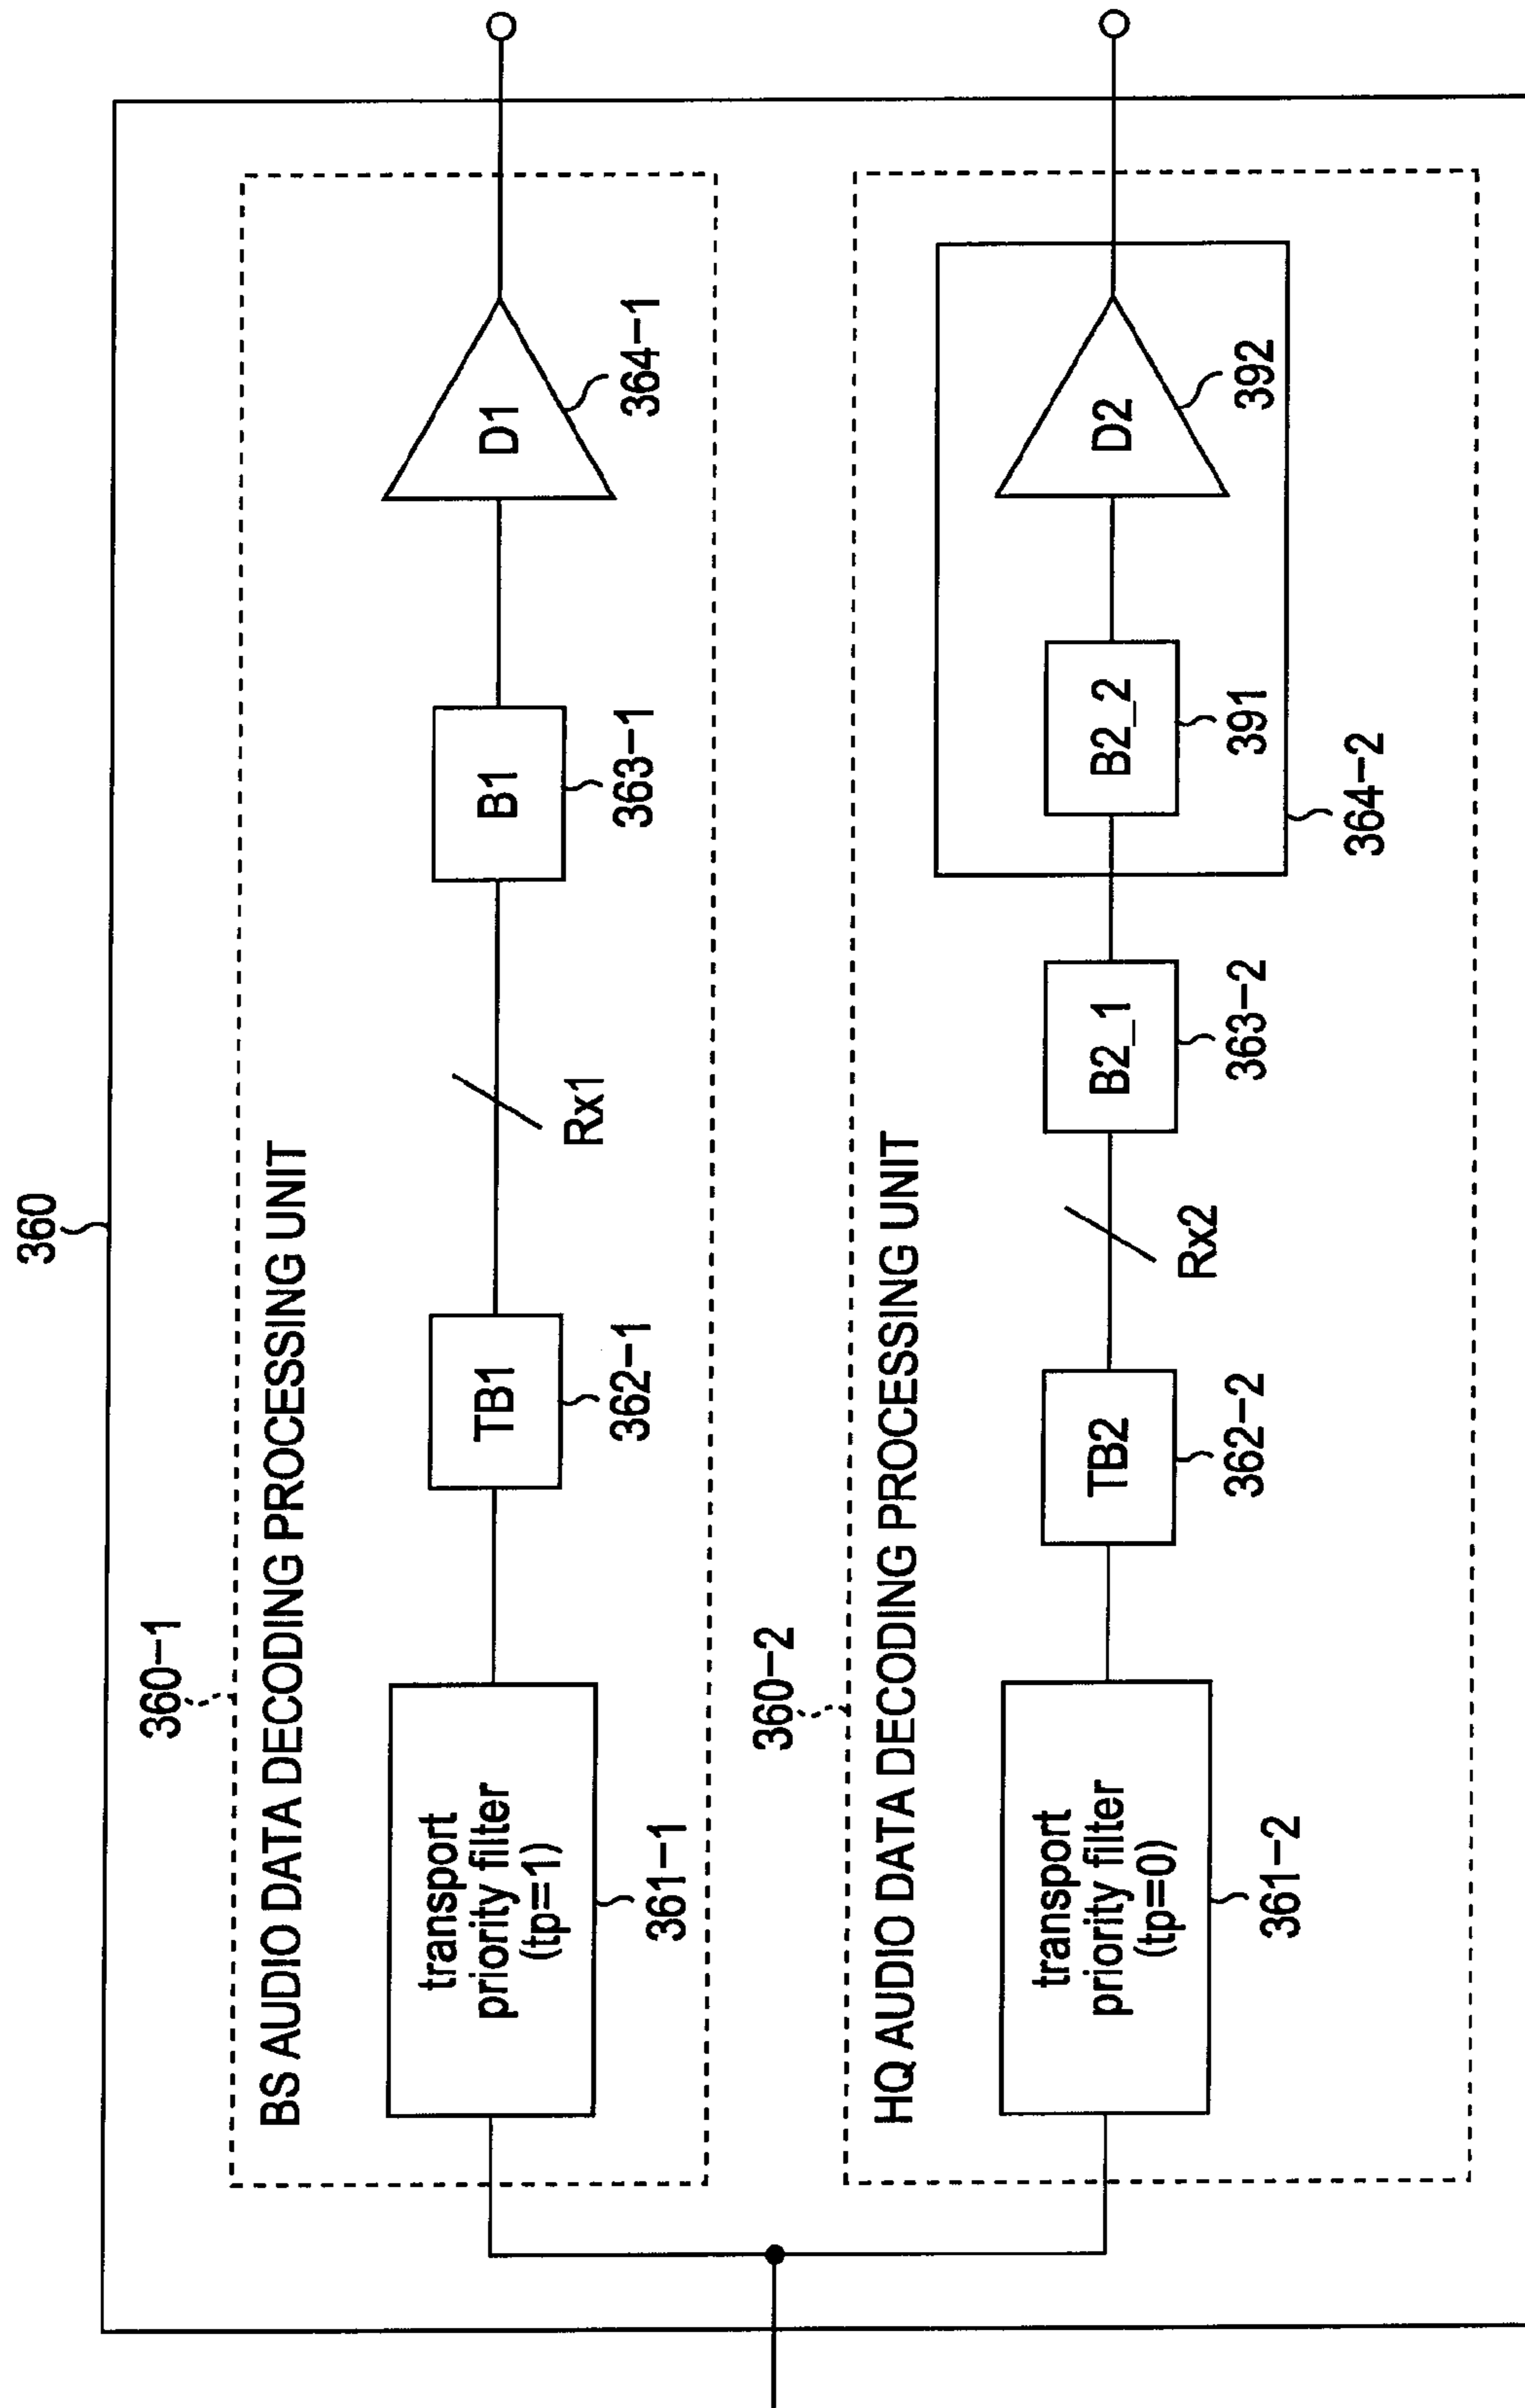 360
360-1
BS AUDIO DATA DECODING PROCESSING UNIT
transport
priority filter
(tp=1)
361-1
TB1
362-1
Rx1
B1
363-1
D1
364-1
360-2
HQ AUDIO DATA DECODING PROCESSING UNIT
transport
priority filter
(tp=0)
361-2
TB2
362-2
Rx2
B2_1
363-2
B2_2
391
D2
392
364-2